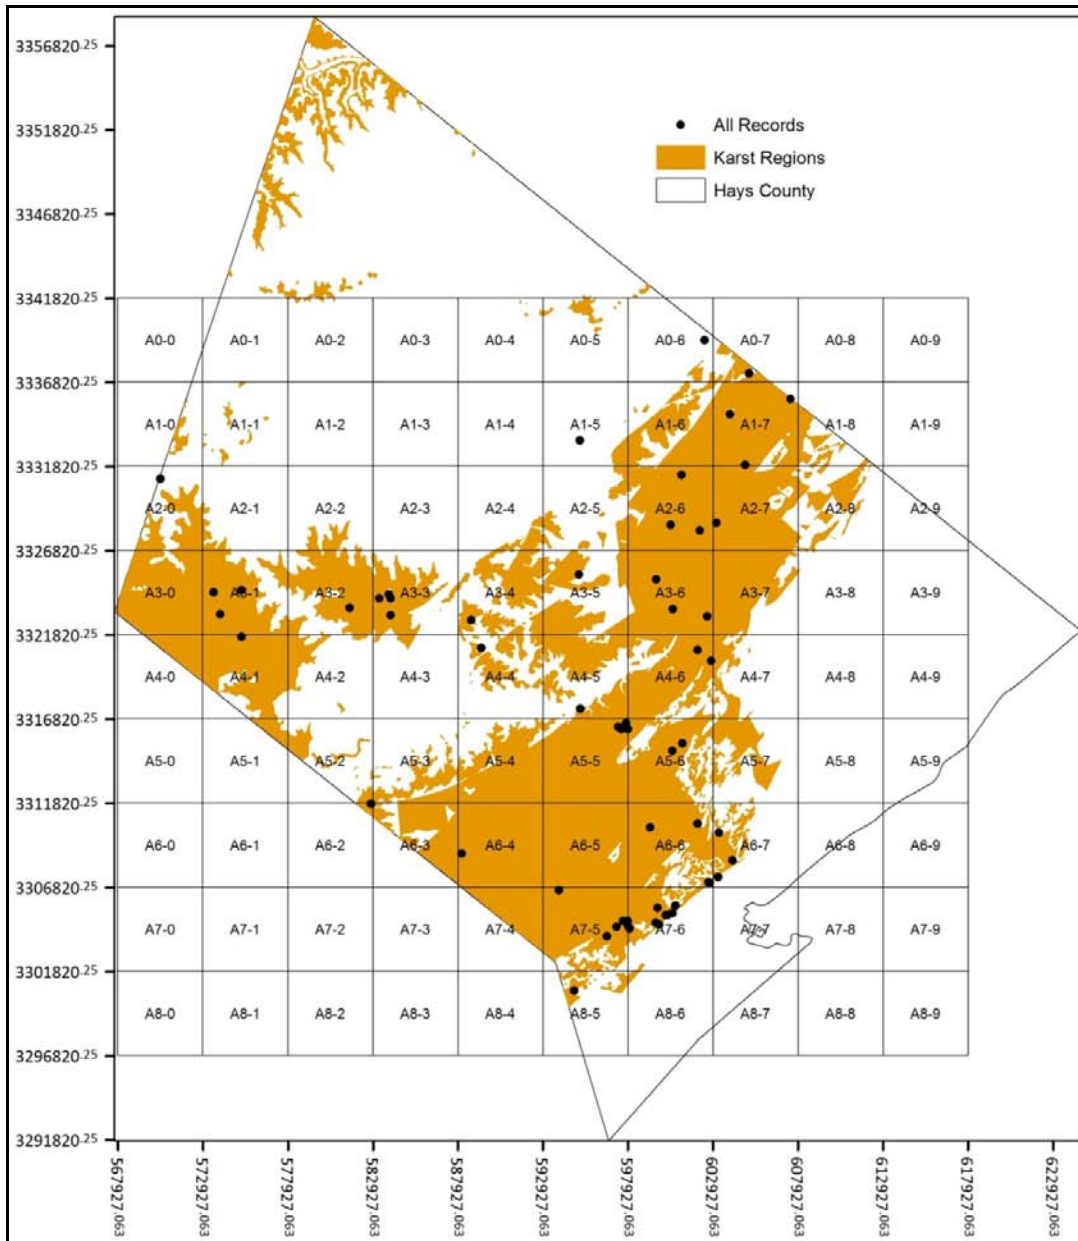 3356820.25
3351820.25
3346820.25
3341820.25
3336820.25
3331820.25
3326820.25
3321820.25
3316820.25
3311820.25
3306820.25
3301820.25
3296820.25
3291820.25
All Records
Karst Regions
Hays County
A0-0 A0-1 A0-2 A0-3 A0-4 A0-5 A0-6 A0-7 A0-8 A0-9
A1-0 A1-1 A1-2 A1-3 A1-4 A1-5 A1-6 A1-7 A1-8 A1-9
A2-0 A2-1 A2-2 A2-3 A2-4 A2-5 A2-6 A2-7 A2-8 A2-9
A3-0 A3-1 A3-2 A3-3 A3-4 A3-5 A3-6 A3-7 A3-8 A3-9
A4-0 A4-1 A4-2 A4-3 A4-4 A4-5 A4-6 A4-7 A4-8 A4-9
A5-0 A5-1 A5-2 A5-3 A5-4 A5-5 A5-6 A5-7 A5-8 A5-9
A6-0 A6-1 A6-2 A6-3 A6-4 A6-5 A6-6 A6-7 A6-8 A6-9
A7-0 A7-1 A7-2 A7-3 A7-4 A7-5 A7-6 A7-7 A7-8 A7-9
A8-0 A8-1 A8-2 A8-3 A8-4 A8-5 A8-6 A8-7 A8-8 A8-9
567927.063
572927.063
577927.063
582927.063
587927.063
592927.063
597927.063
602927.063
607927.063
612927.063
617927.063
622927.063